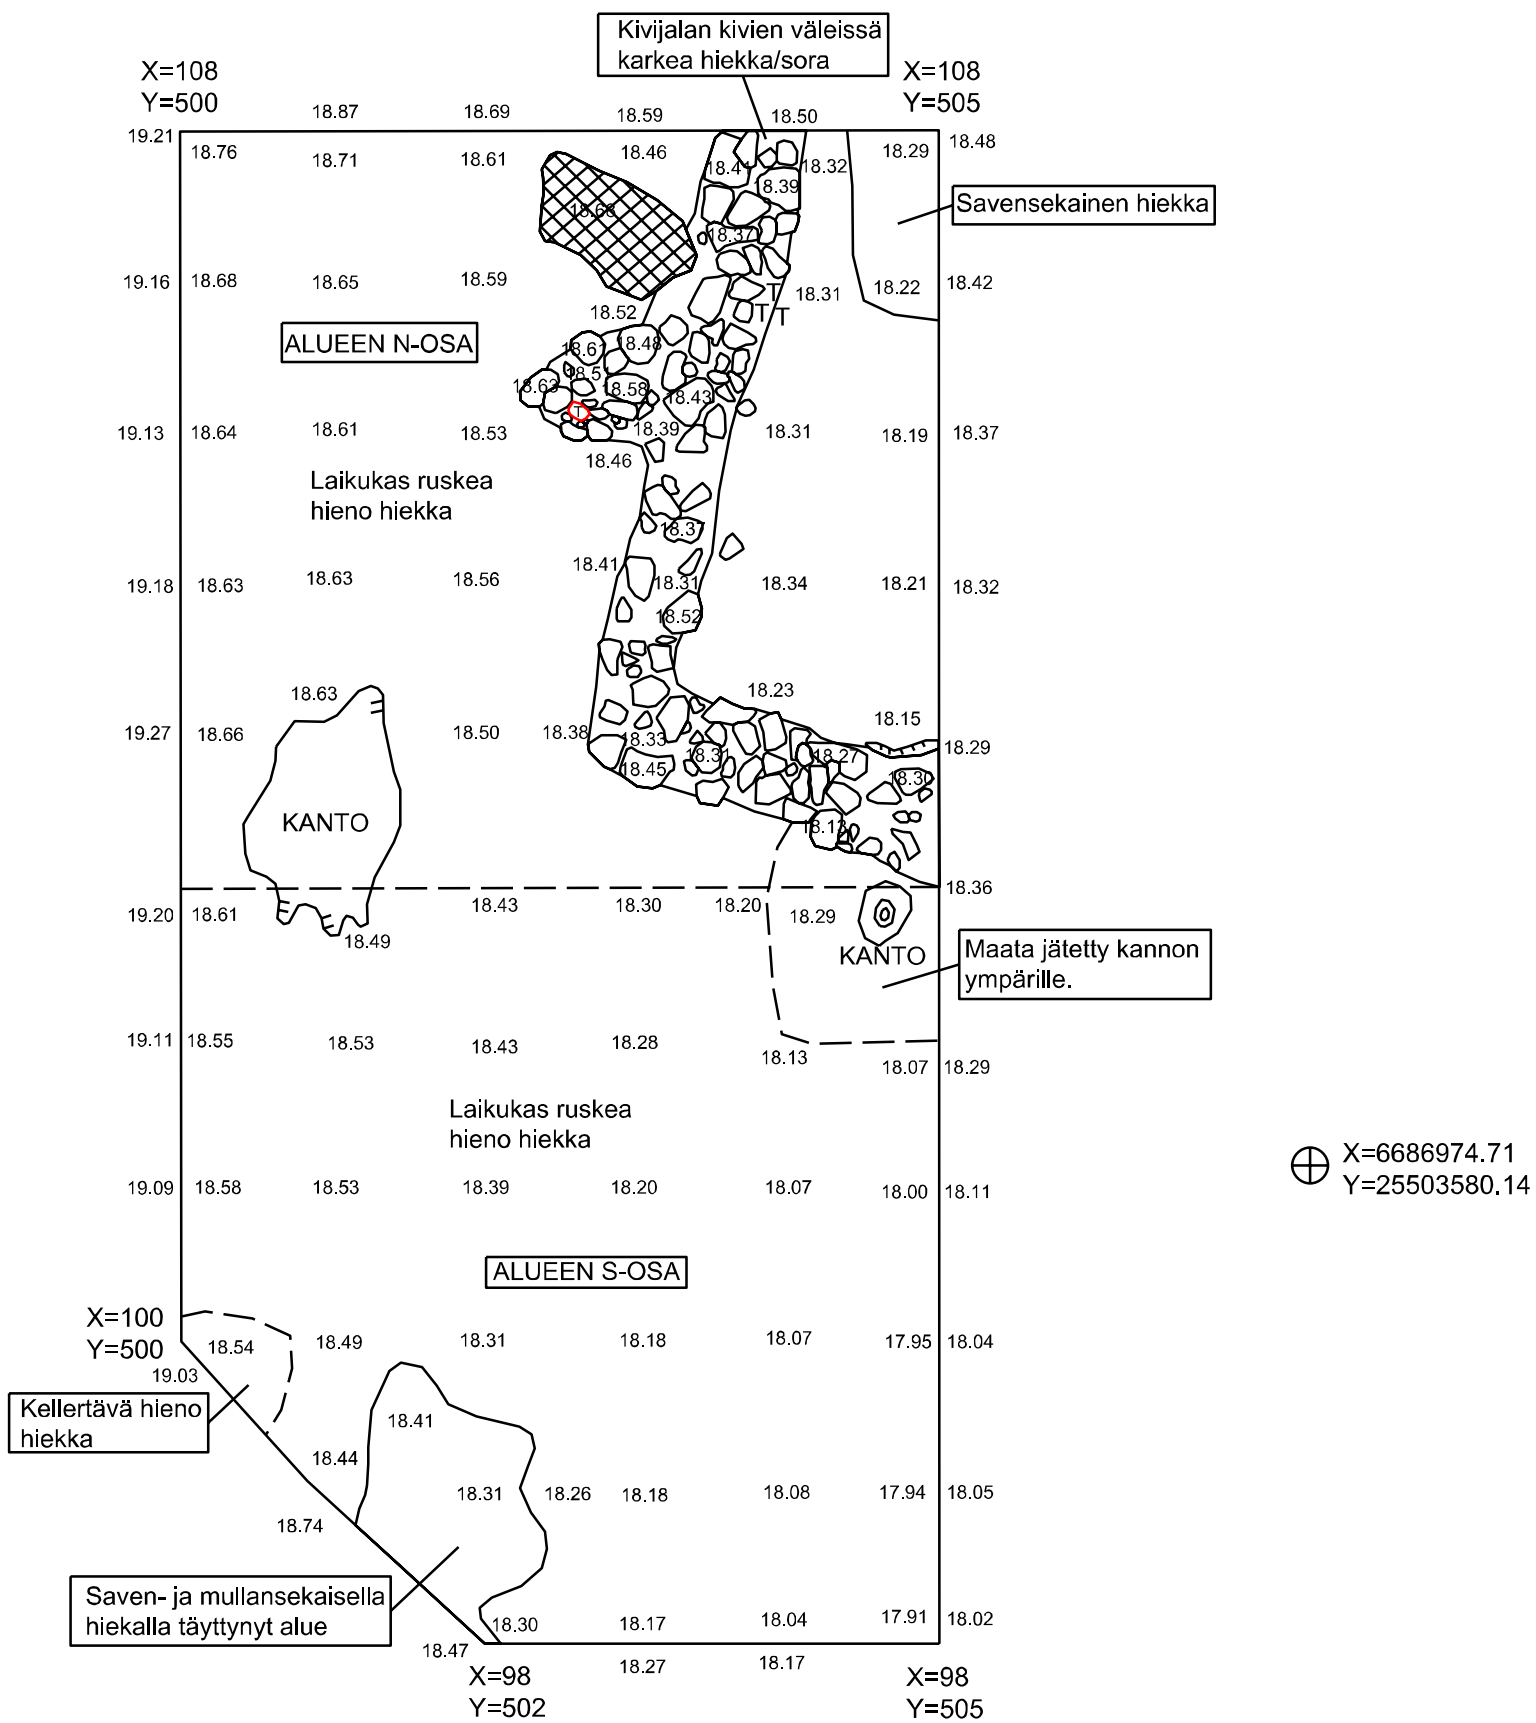 Kivijalan kivien väleissä
karkea hiekka/sora
X=108
Y=500
X=108
Y=505
18.87 18.69 18.59 18.50
19.21 18.76 18.71 18.61 18.46 18.41 18.32 18.29 18.48
18.39
Savensekainen hiekka
18.68
18.37
19.16 18.68 18.65 18.59 18.31 18.22 18.42
T
T T
18.52
ALUEEN N-OSA
18.61 18.48
18.51
18.63 18.58 18.43
T
19.13 18.64 18.61 18.53 18.39 18.31 18.19 18.37
18.46
Laikukas ruskea
hieno hiekka
18.37
18.41
19.18 18.63 18.63 18.56 18.31 18.34 18.21 18.32
18.52
18.63 18.23
18.15
19.27 18.66 18.50 18.38 18.33 18.29
18.31 18.27
18.45 18.30
KANTO
18.13
18.36
19.20 18.61 18.43 18.30 18.20 18.29
18.49
KANTO
Maata jätetty kannon
ympärille.
19.11 18.55 18.53 18.43 18.28 18.13 18.07 18.29
Laikukas ruskea
hieno hiekka
X=6686974.71
Y=25503580.14
19.09 18.58 18.53 18.39 18.20 18.07 18.00 18.11
ALUEEN S-OSA
X=100
Y=500
18.54 18.49 18.31 18.18 18.07 17.95 18.04
19.03
Kellertävä hieno
hiekka
18.41
18.44
18.31 18.26 18.18 18.08 17.94 18.05
18.74
Saven- ja mullansekaisella
hiekalla täyttynyt alue
18.30 18.17 18.04 17.91 18.02
18.47
18.27 18.17
X=98
Y=502
X=98
Y=505